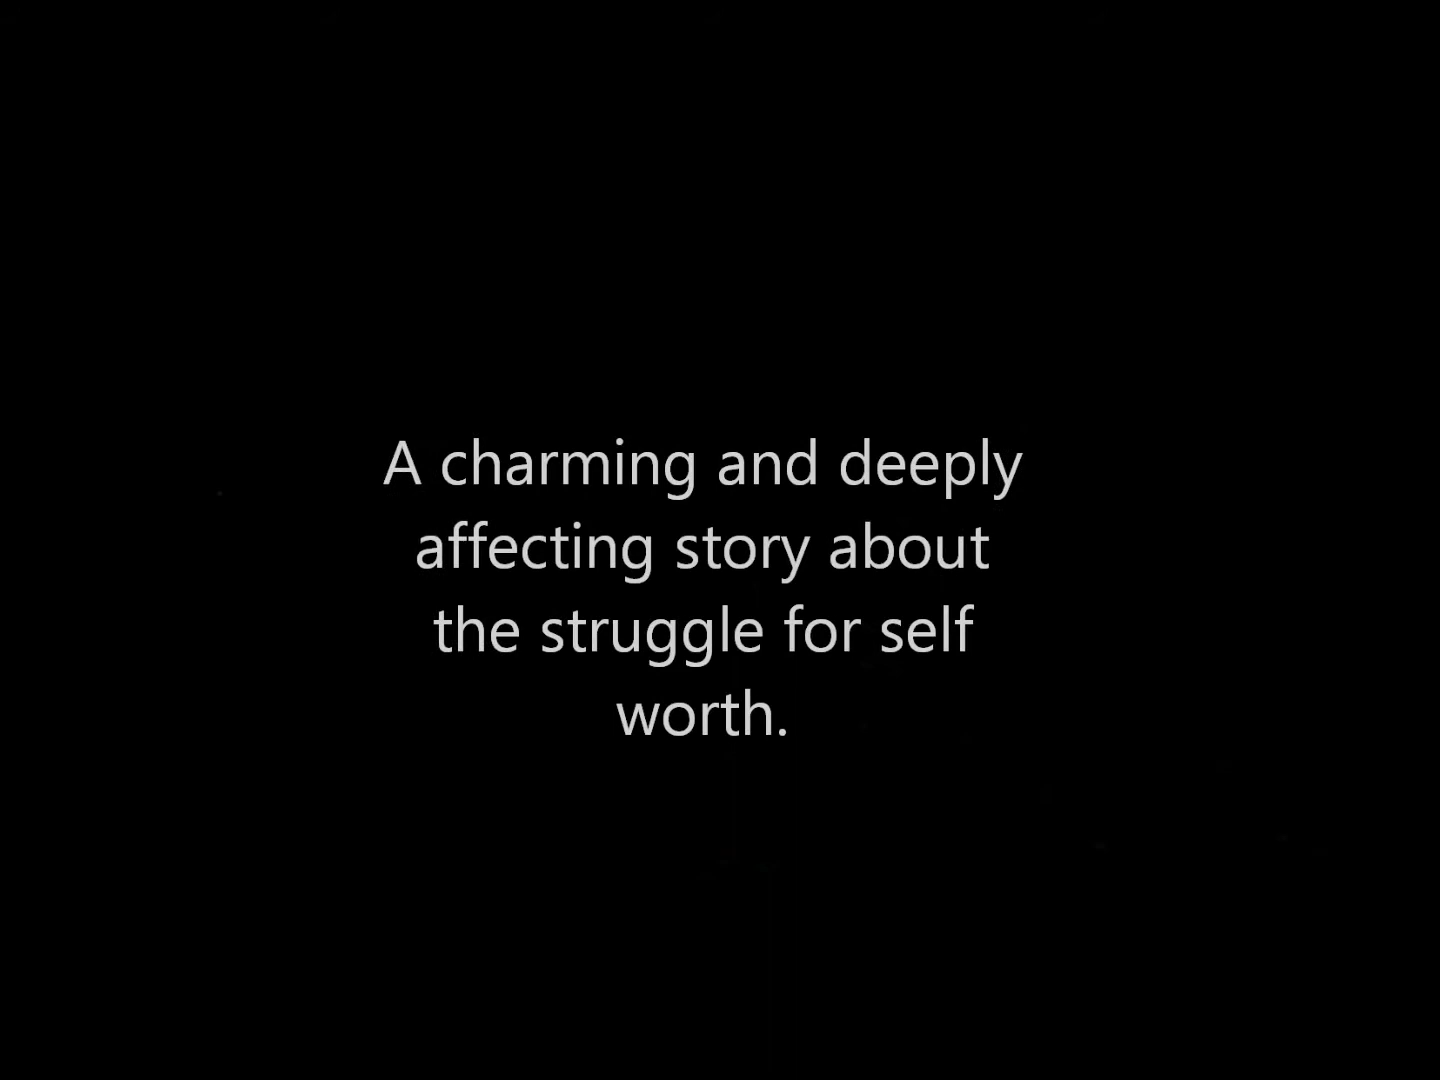 A charming and deeply
affecting story about
the struggle for self
worth.